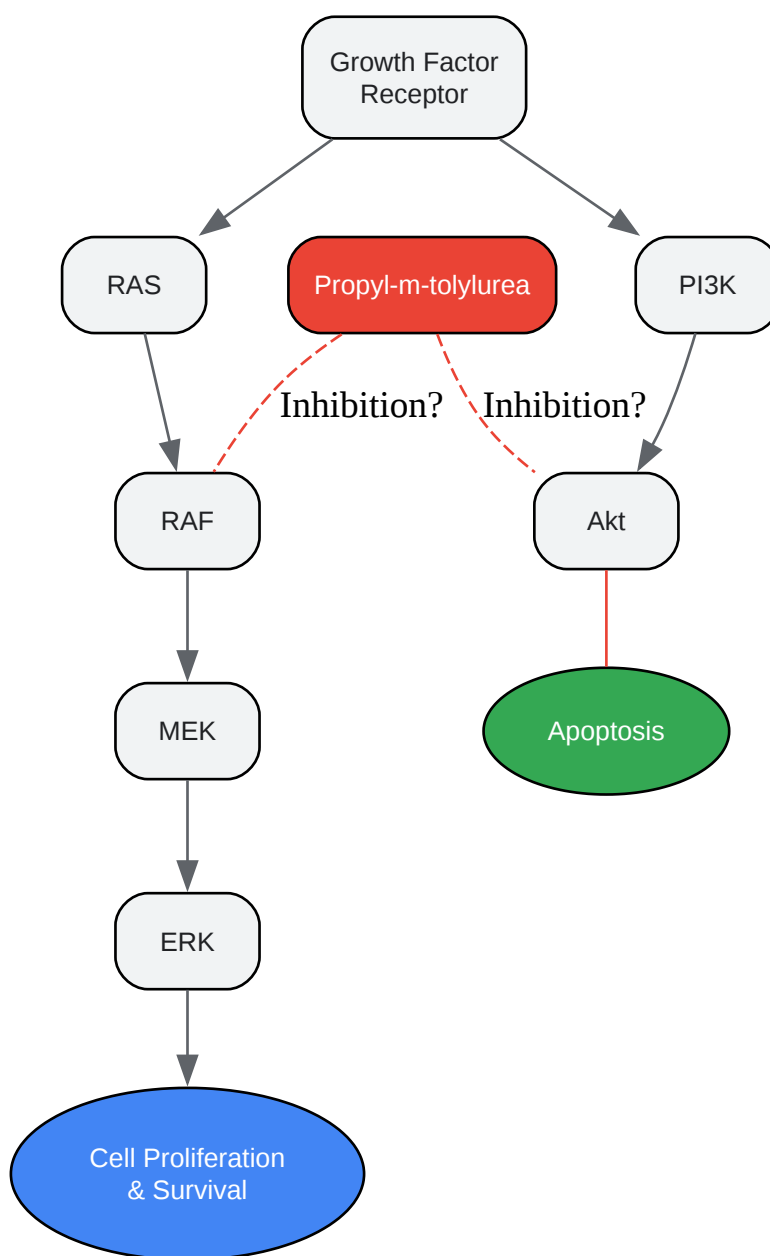 Growth Factor
Receptor
RAS
Propyl-m-tolylurea
PI3K
Inhibition?
Inhibition?
RAF
Akt
MEK
Apoptosis
ERK
Cell Proliferation
& Survival